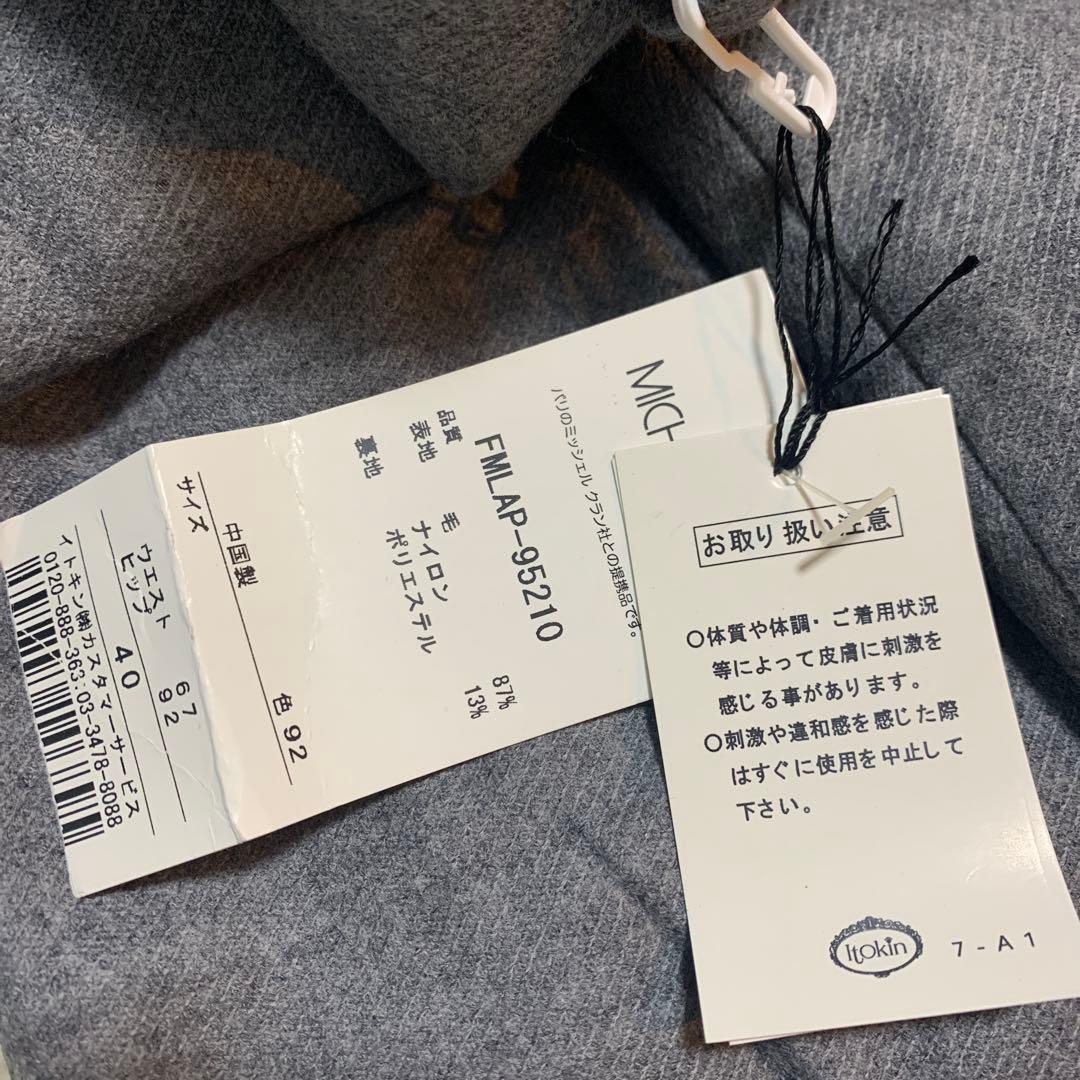 MICH
パリのミッシェル クラン社との提携品です。
FMLAP-95210
品質
表地 毛 87%
ナイロン 13%
裏地 ポリエステル
中国製 色 92
サイズ
ウエスト 67
ヒップ 92
40
イトキン㈱カスタマーサービス
0120-888-363:03-3478-8088
お取り扱い注意
○体質や体調・ご着用状況
等によって皮膚に刺激を
感じる事があります。
○刺激や違和感を感じた際
はすぐに使用を中止して
下さい。
Itokin
7-A1